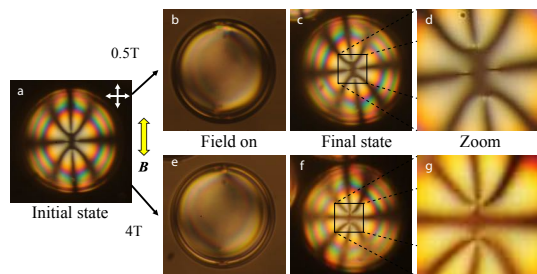 b
c
d
0.5T
a
B
Field on
Final state
Zoom
e
f
g
Initial state
4T